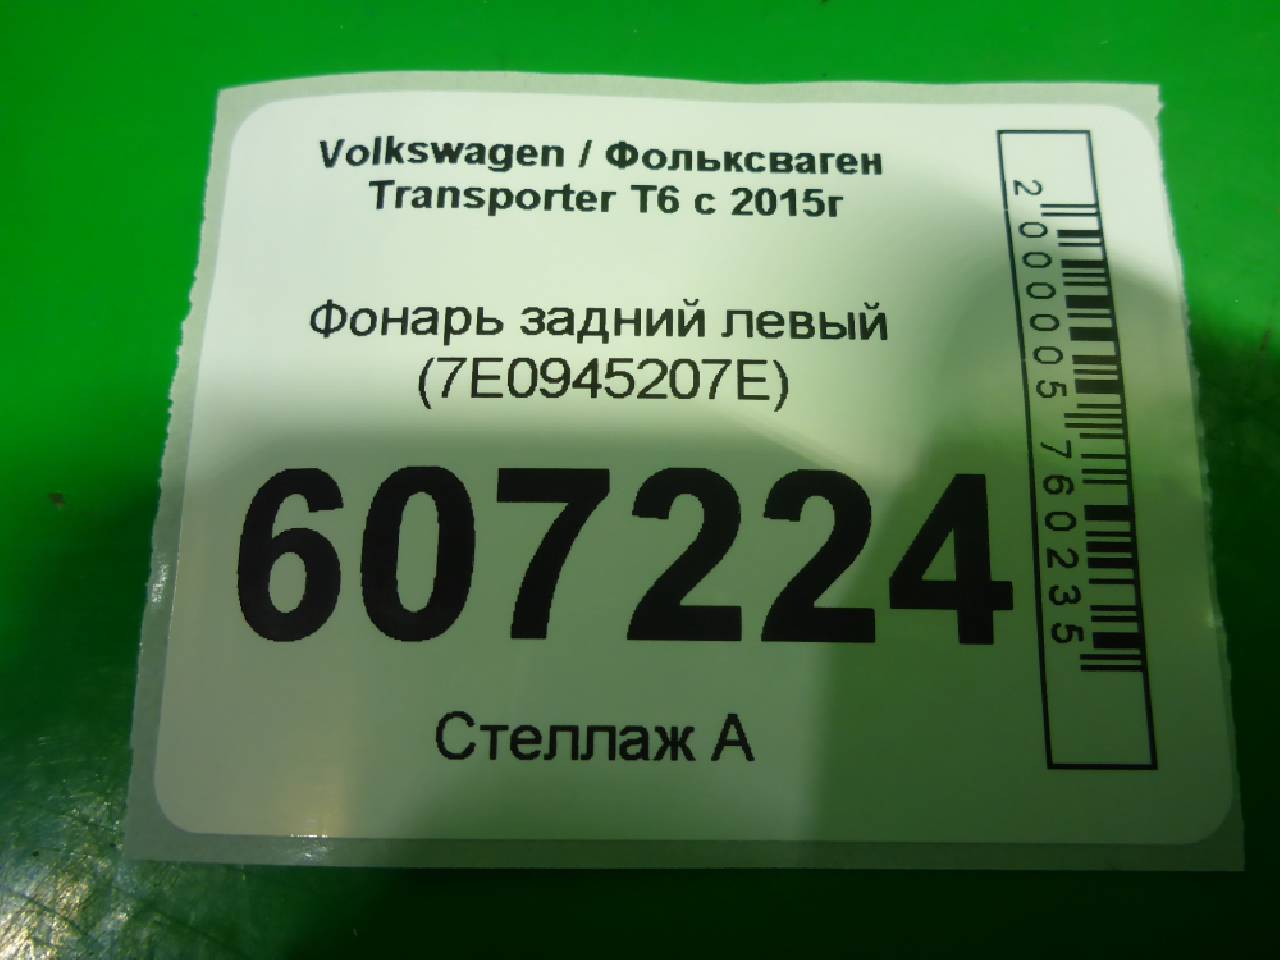 Volkswagen / Фольксваген
Transporter T6 с 2015г
Фонарь задний левый
(7E0945207E)
607224
Стеллаж А
2000005760235